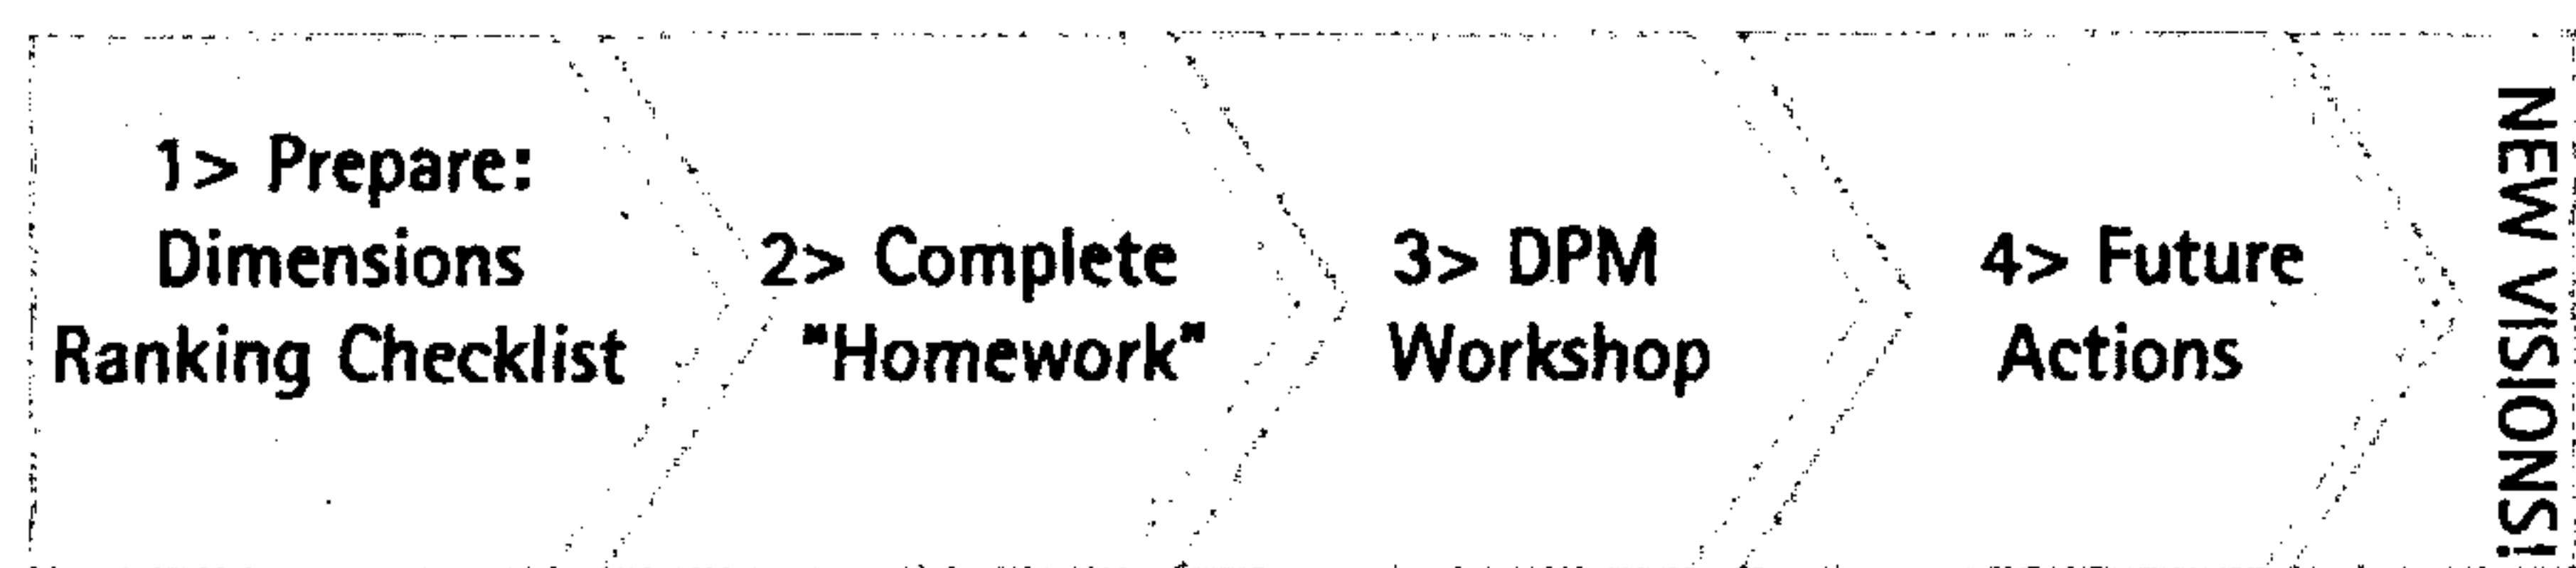 1> Prepare:
Dimensions
Ranking Checklist
2> Complete
"Homework"
3> DPM
Workshop
4> Future
Actions
NEW VISIONS!